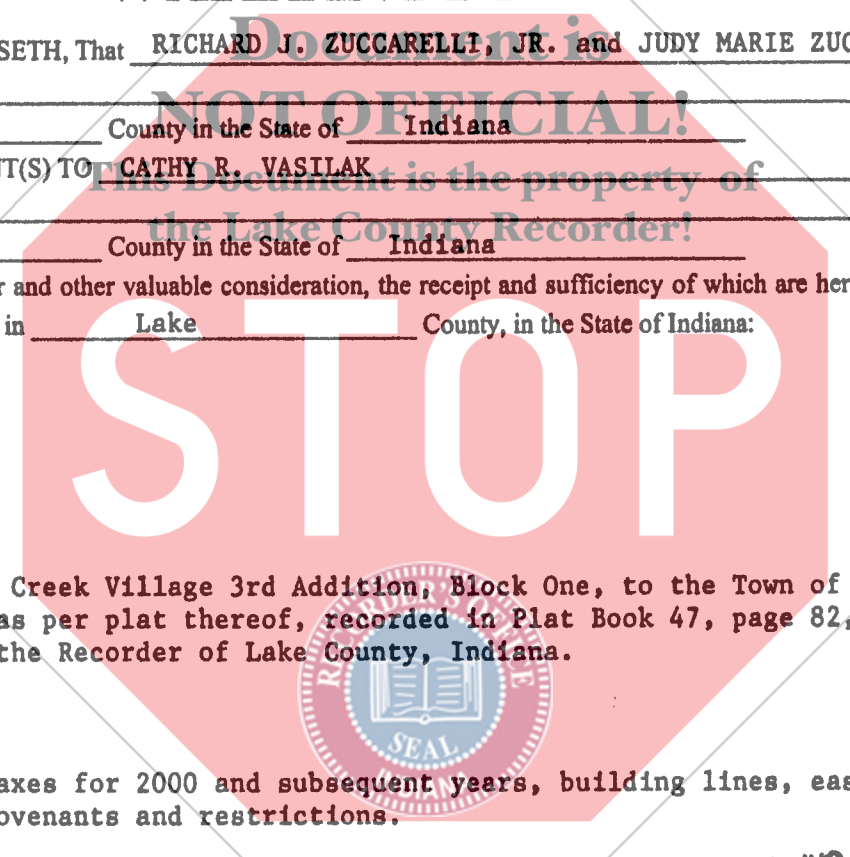 Document is
SETH, That RICHARD J. ZUCCARELLI, JR. and JUDY MARIE ZUC
NOT OFFICIAL!
County in the State of Indiana
T(S) TO CATHY R. VASILAK
This Document is the property of
the Lake County Recorder!
County in the State of Indiana
r and other valuable consideration, the receipt and sufficiency of which are her
in Lake County, in the State of Indiana:
STOP
Creek Village 3rd Addition, Block One, to the Town of
as per plat thereof, recorded in Plat Book 47, page 82,
the Recorder of Lake County, Indiana.
RECORDER'S OFFICE
SEAL
INDIANA
axes for 2000 and subsequent years, building lines, eas
ovenants and restrictions.